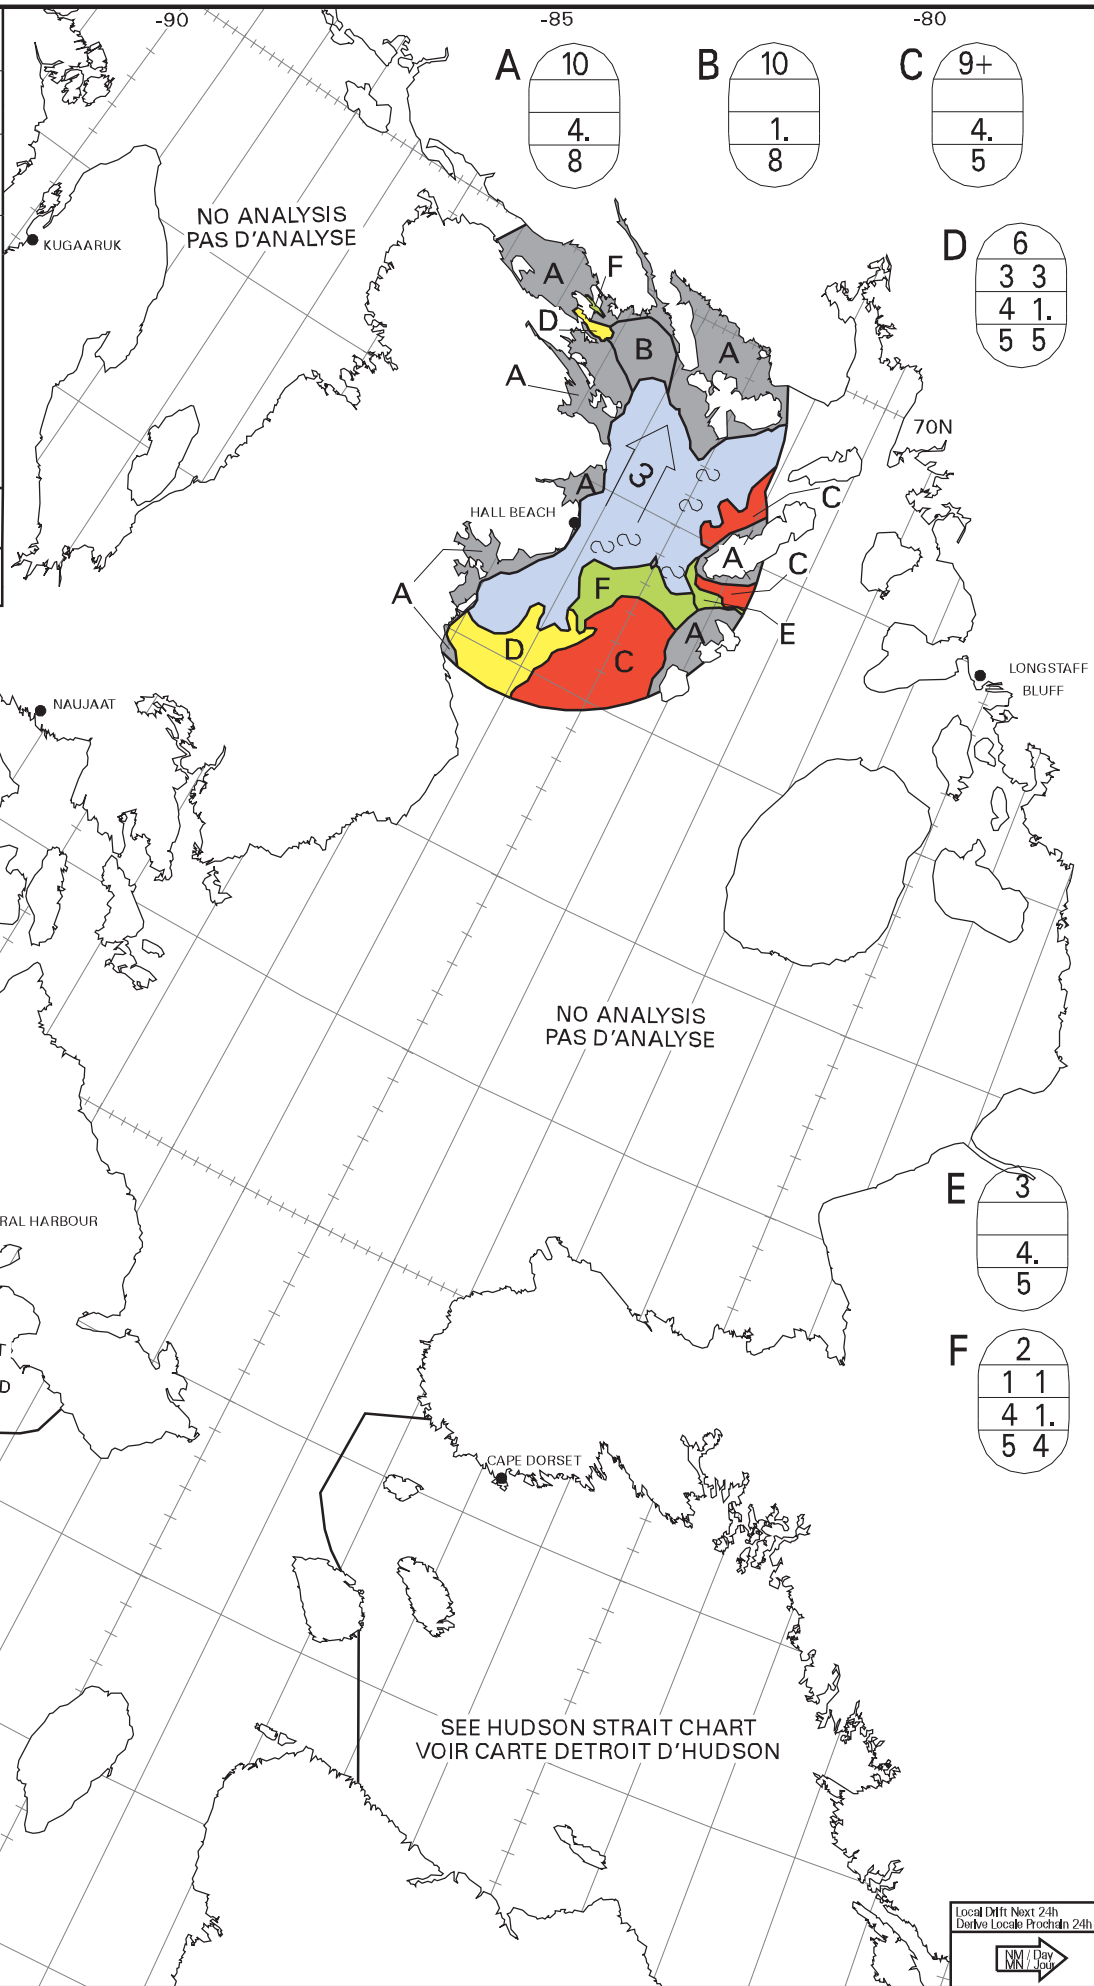 -90
-85
-80
A
10
4.
8
B
10
1.
8
C
9+
4.
5
D
6
3 3
4 1.
5 5
NO ANALYSIS
PAS D'ANALYSE
KUGAARUK
A
F
D
B
A
A
70N
3
A
C
HALL BEACH
A
C
A
F
E
A
D
C
LONGSTAFF
BLUFF
NAUJAAT
NO ANALYSIS
PAS D'ANALYSE
E
3
4.
5
RAL HARBOUR
F
2
1 1
4 1.
5 4
T
D
CAPE DORSET
SEE HUDSON STRAIT CHART
VOIR CARTE DETROIT D'HUDSON
Local Drift Next 24h
Derive Locale Prochain 24h
NM / Day
MN / Jour